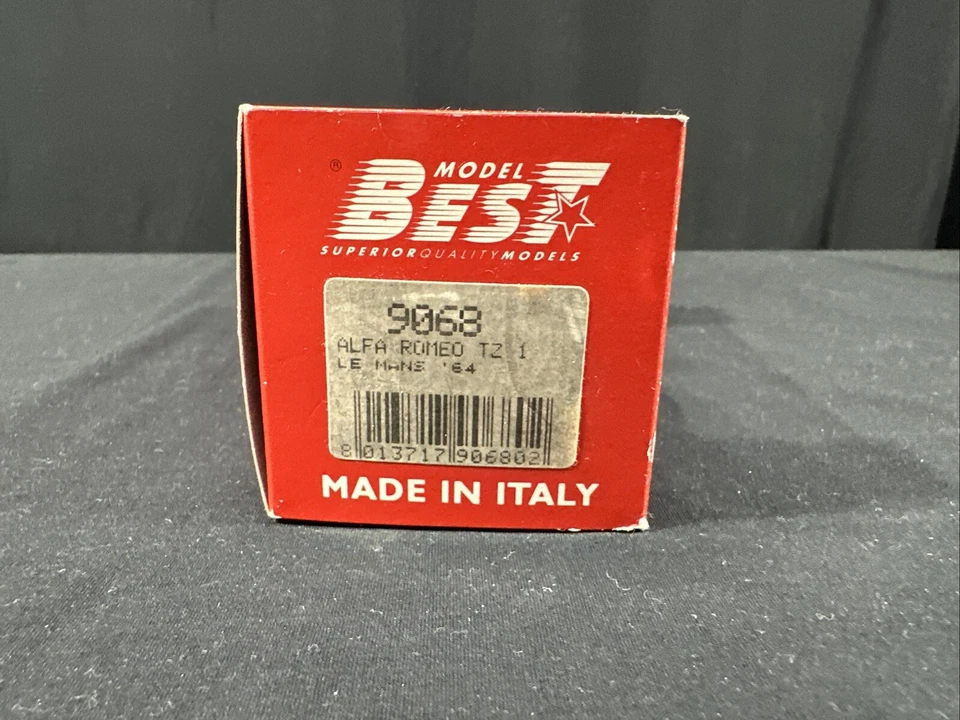 ®
MODEL
BEST
SUPERIORQUALITYMODELS
9068
ALFA ROMEO TZ 1
LE MANS '64
8 013717 906802
MADE IN ITALY